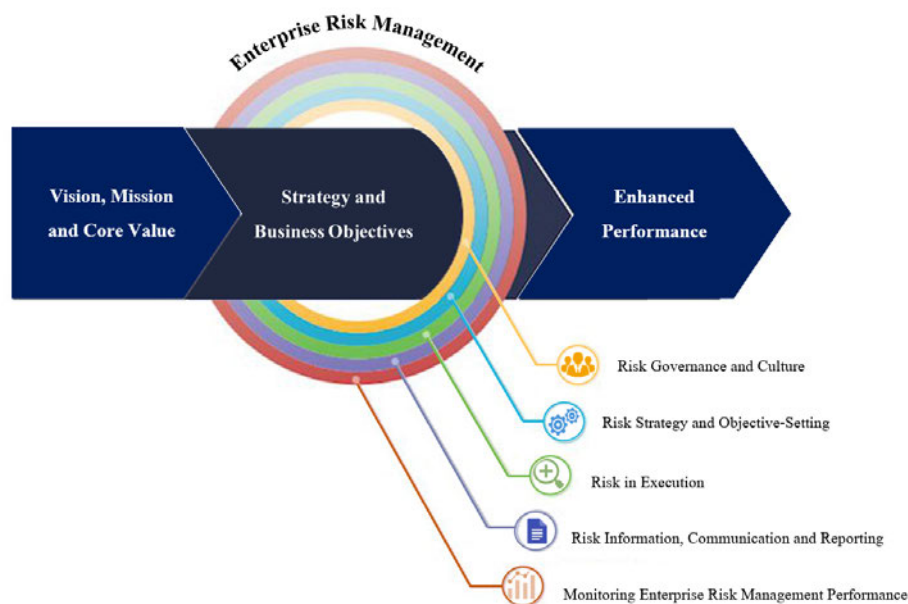 Enterprise Risk Management
Vision, Mission
and Core Value
Strategy and
Business Objectives
Enhanced
Performance
Risk Governance and Culture
Risk Strategy and Objective-Setting
Risk in Execution
Risk Information, Communication and Reporting
Monitoring Enterprise Risk Management Performance